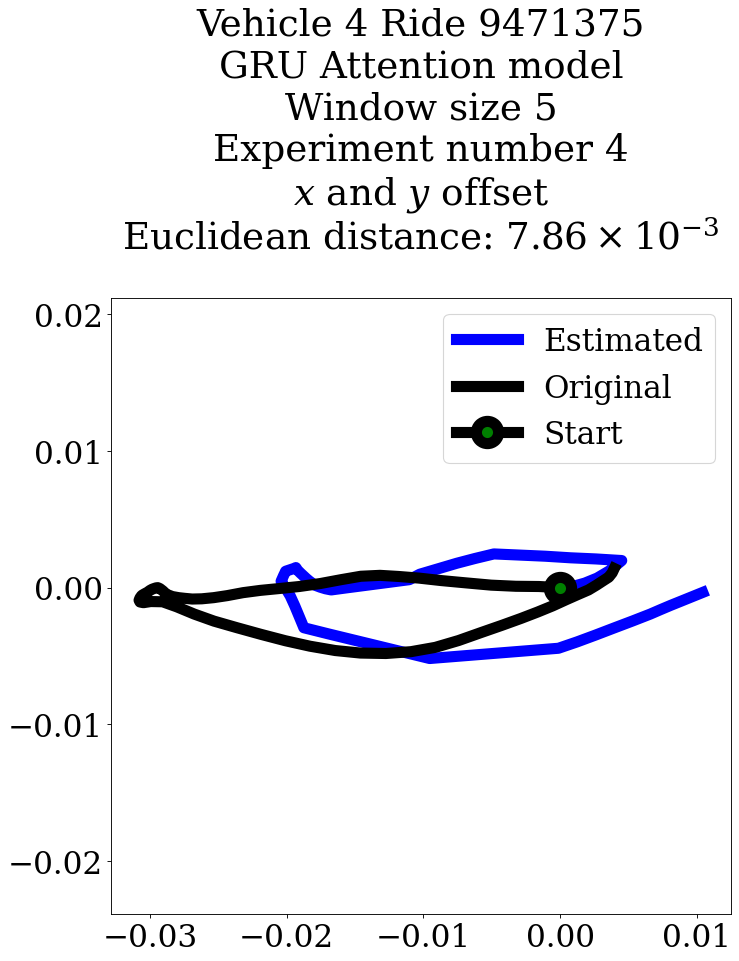 Vehicle 4 Ride 9471375
GRU Attention model
Window size 5
Experiment number 4
x and y offset
Euclidean distance: 7.86 × 10⁻³
0.02
0.01
0.00
−0.01
−0.02
Estimated
Original
Start
−0.03
−0.02
−0.01
0.00
0.01